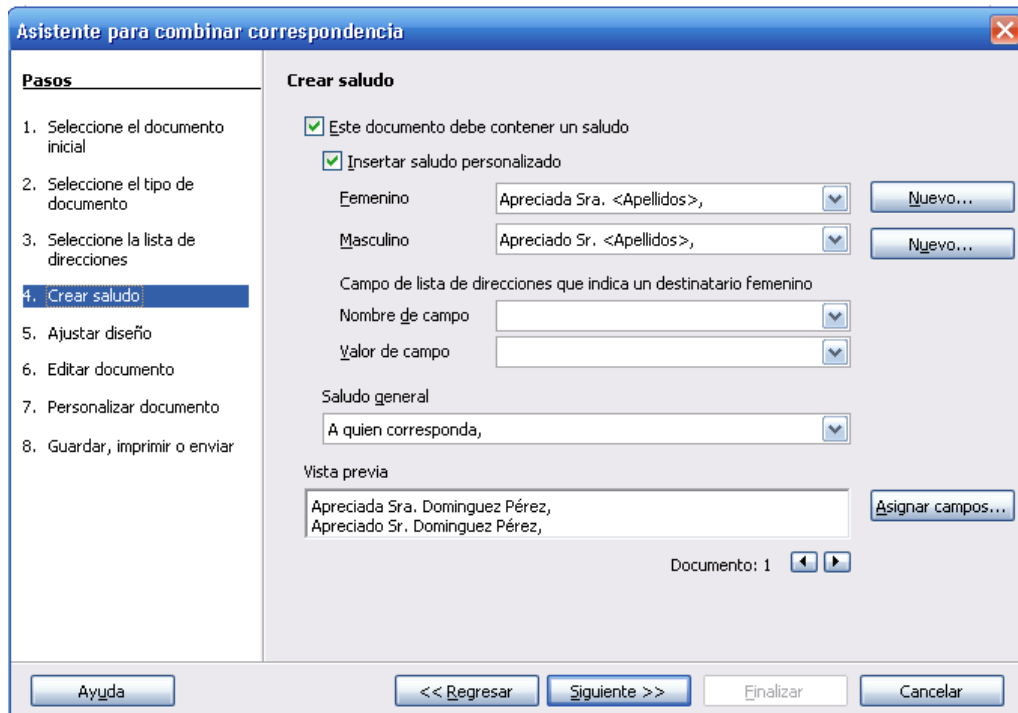 Asistente para combinar correspondencia
Pasos
1. Seleccione el documento
inicial
2. Seleccione el tipo de
documento
3. Seleccione la lista de
direcciones
4. Crear saludo
5. Ajustar diseño
6. Editar documento
7. Personalizar documento
8. Guardar, imprimir o enviar
Crear saludo
Este documento debe contener un saludo
Insertar saludo personalizado
Femenino Apreciada Sra. <Apellidos>, Nuevo...
Masculino Apreciado Sr. <Apellidos>, Nuevo...
Campo de lista de direcciones que indica un destinatario femenino
Nombre de campo
Valor de campo
Saludo general
A quien corresponda,
Vista previa
Apreciada Sra. Dominguez Pérez,
Apreciado Sr. Dominguez Pérez,
Asignar campos...
Documento: 1
Ayuda << Regresar Siguiente >> Finalizar Cancelar